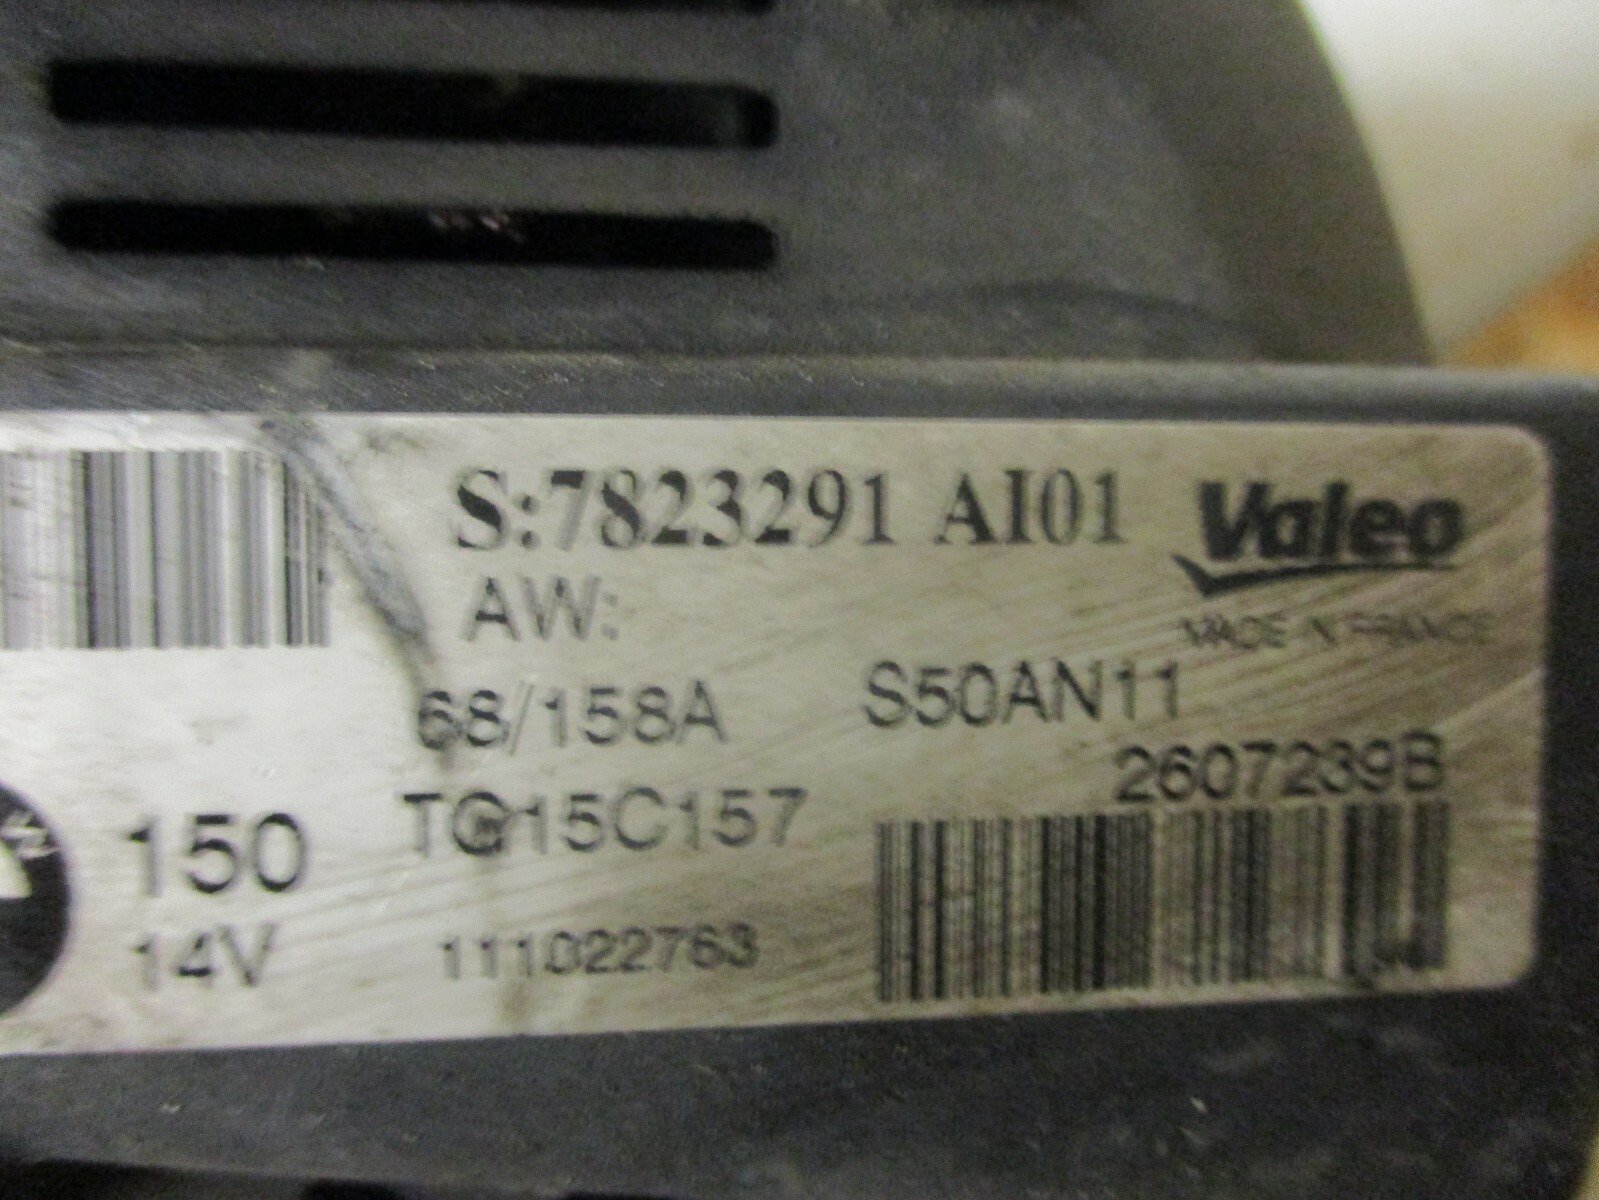 S:7823291 AI01
Valeo
AW:
MADE IN FRANCE
68/158A
S50AN11
2607239B
TG15C157
150
14V
111022763